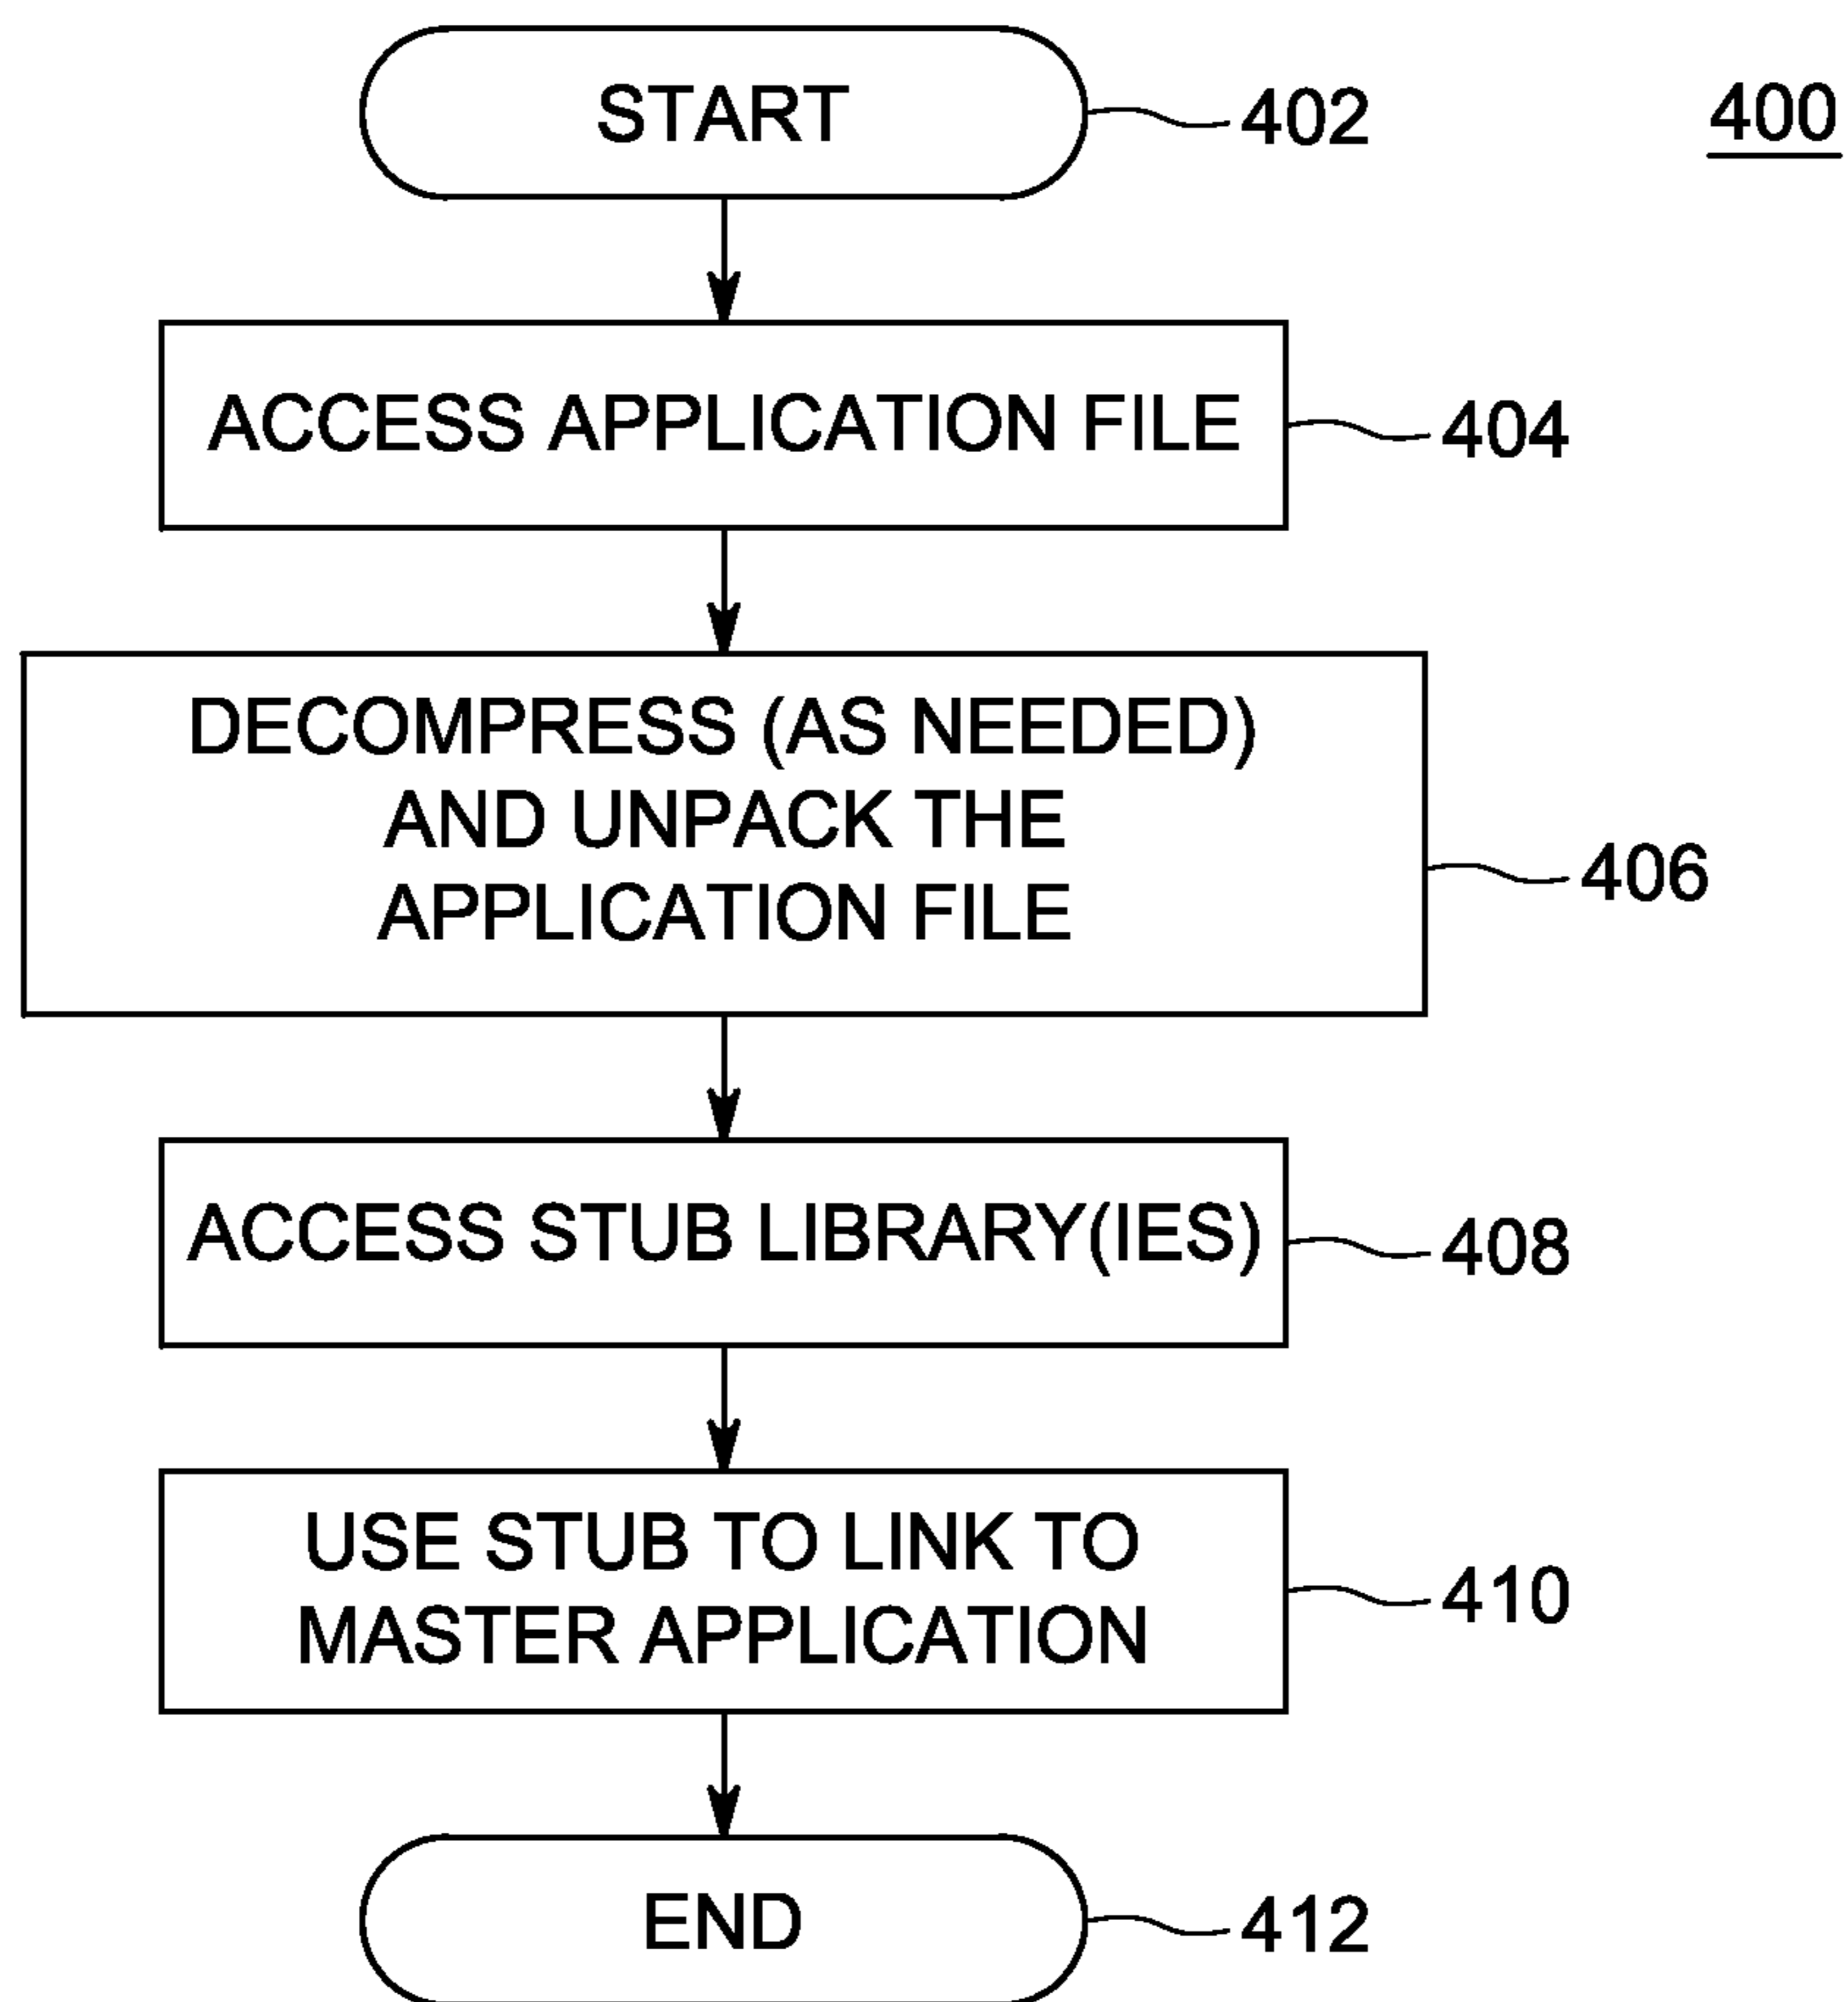 START
402
400
ACCESS APPLICATION FILE
404
DECOMPRESS (AS NEEDED)
AND UNPACK THE
APPLICATION FILE
406
ACCESS STUB LIBRARY(IES)
408
USE STUB TO LINK TO
MASTER APPLICATION
410
END
412